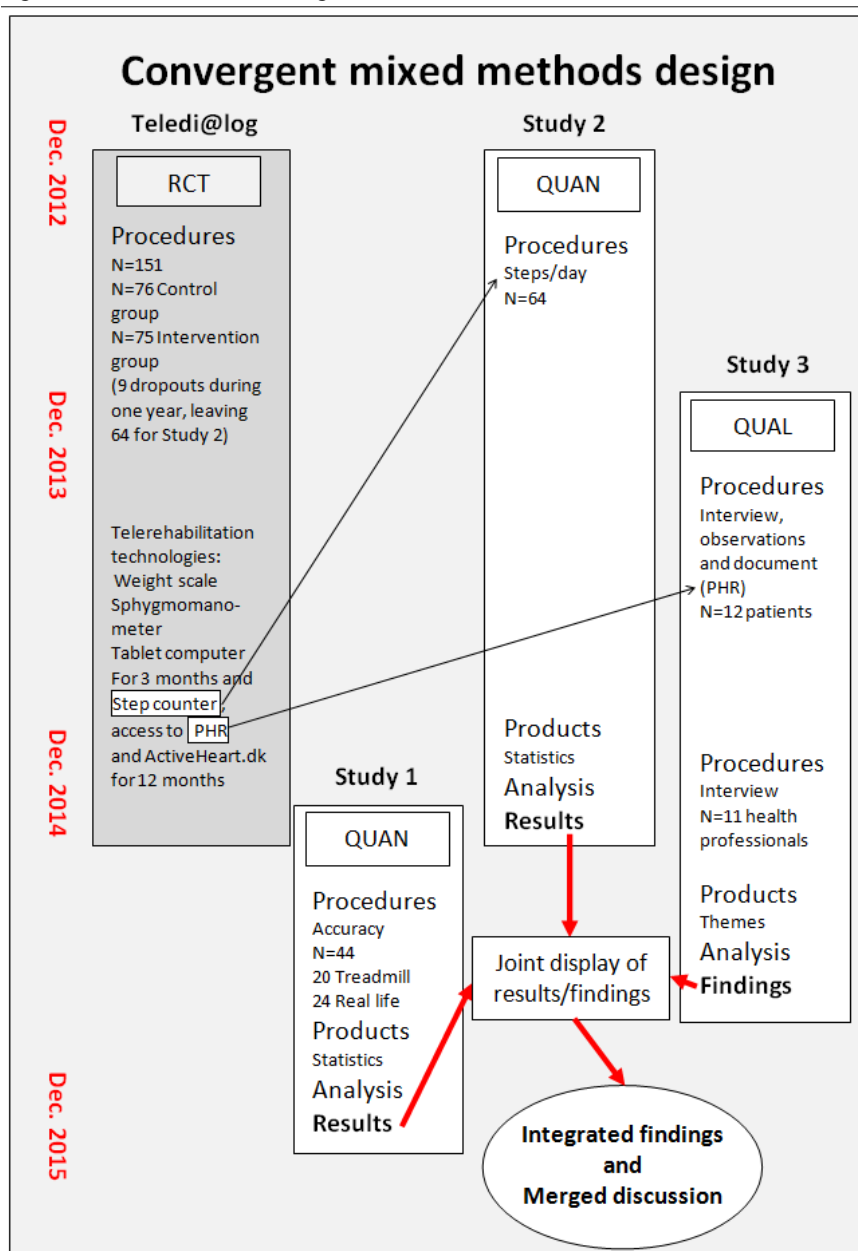 Convergent mixed methods design
Dec. 2012
Dec. 2013
Dec. 2014
Dec. 2015
Teledi@log
RCT
Procedures
N=151
N=76 Control
group
N=75 Intervention
group
(9 dropouts during
one year, leaving
64 for Study 2)
Telerehabilitation
technologies:
Weight scale
Sphygmomano-
meter
Tablet computer
For 3 months and
Step counter,
access to PHR
and ActiveHeart.dk
for 12 months
Study 1
QUAN
Procedures
Accuracy
N=44
20 Treadmill
24 Real life
Products
Statistics
Analysis
Results
Study 2
QUAN
Procedures
Steps/day
N=64
Products
Statistics
Analysis
Results
Study 3
QUAL
Procedures
Interview,
observations
and document
(PHR)
N=12 patients
Procedures
Interview
N=11 health
professionals
Products
Themes
Analysis
Findings
Joint display of
results/findings
Integrated findings
and
Merged discussion